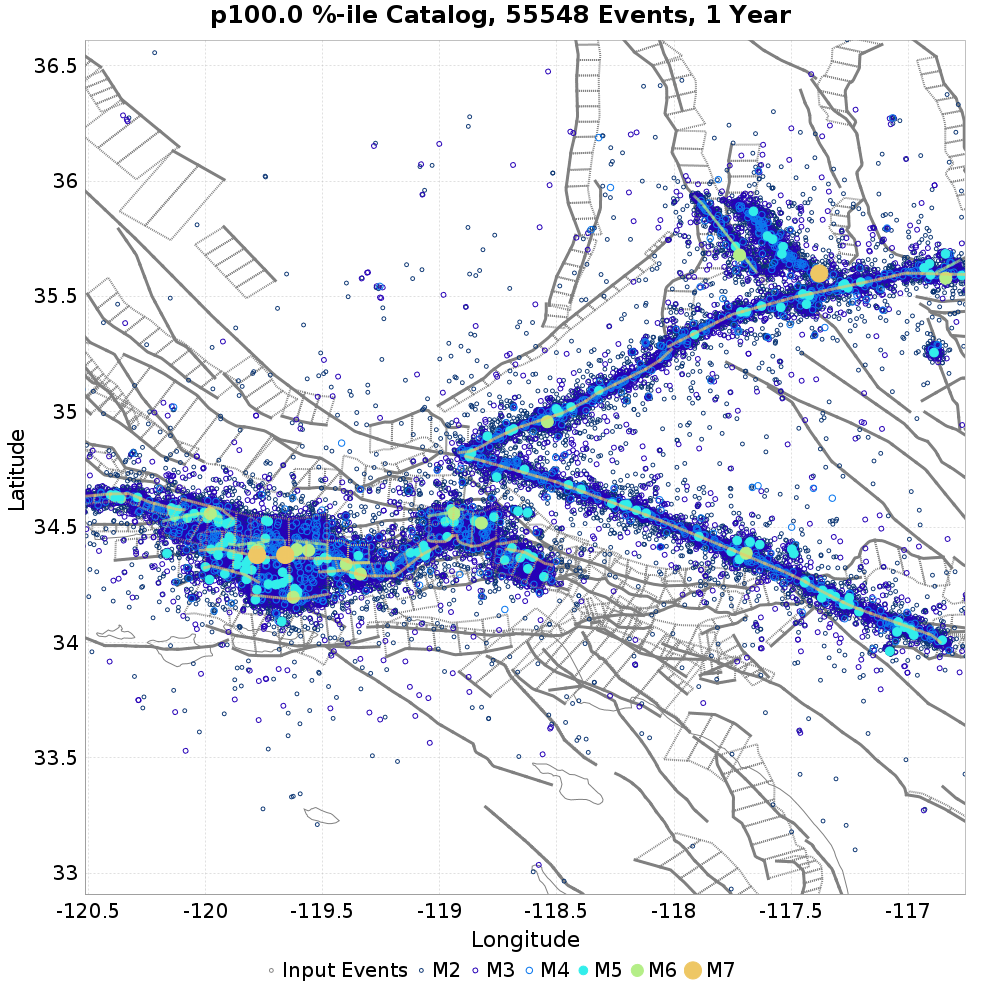 p100.0 %-ile Catalog, 55548 Events, 1 Year
36.5
36
35.5
35
34.5
34
33.5
33
Latitude
-120.5 -120 -119.5 -119 -118.5 -118 -117.5 -117
Longitude
Input Events M2 M3 M4 M5 M6 M7